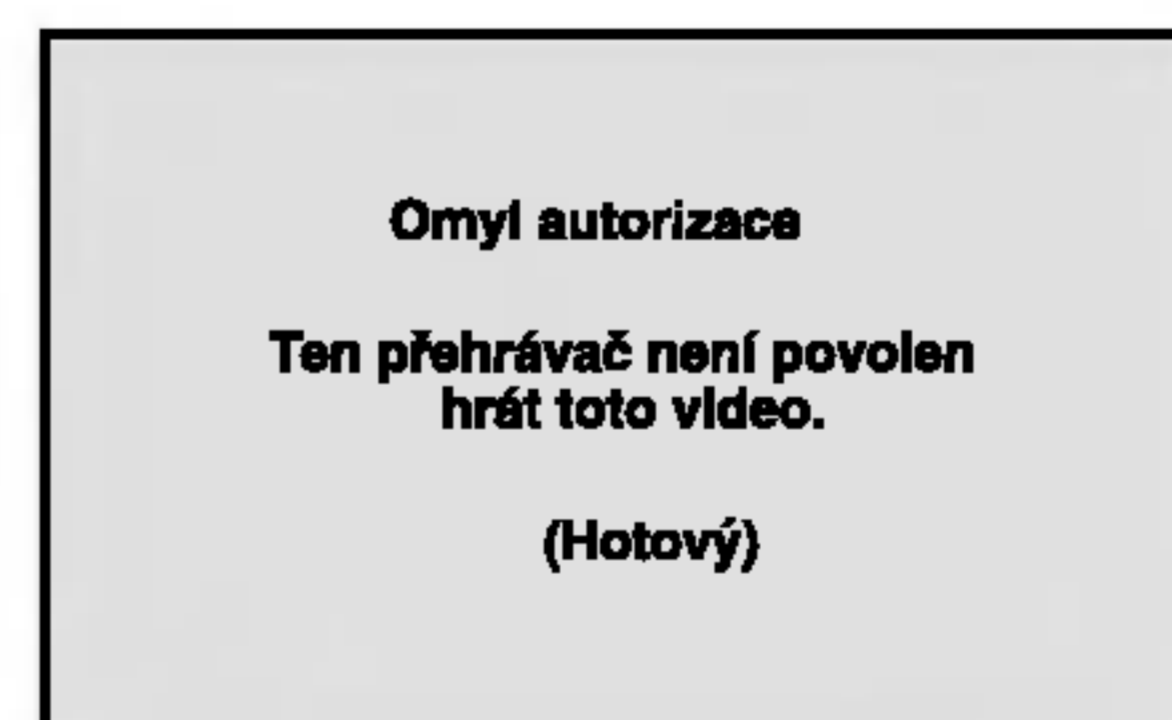 Omyl autorizace
Ten přehrávač není povolen
hrát toto video.
(Hotový)